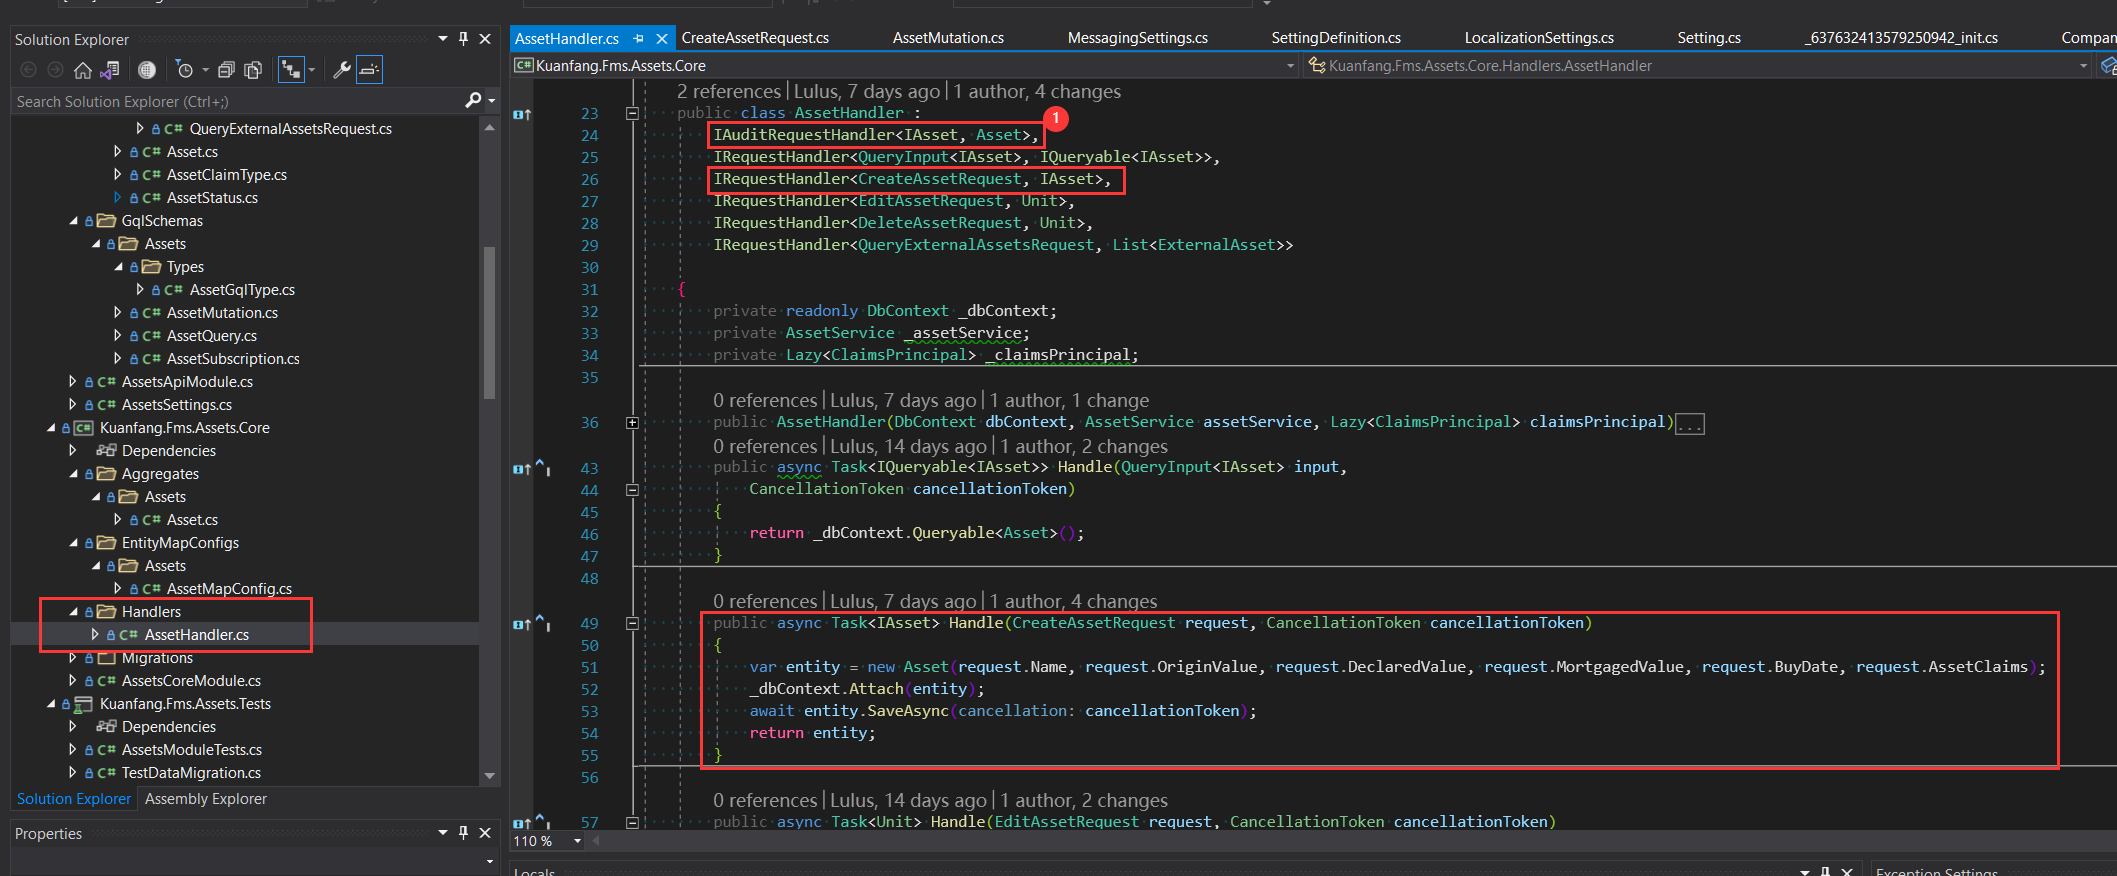 Solution Explorer
Search Solution Explorer (Ctrl+;)
C# QueryExternalAssetsRequest.cs
C# Asset.cs
C# AssetClaimType.cs
C# AssetStatus.cs
GqlSchemas
Assets
Types
C# AssetGqlType.cs
C# AssetMutation.cs
C# AssetQuery.cs
C# AssetSubscription.cs
C# AssetsApiModule.cs
C# AssetsSettings.cs
C# Kuanfang.Fms.Assets.Core
Dependencies
Aggregates
Assets
C# Asset.cs
EntityMapConfigs
Assets
C# AssetMapConfig.cs
Handlers
C# AssetHandler.cs
Migrations
C# AssetsCoreModule.cs
Kuanfang.Fms.Assets.Tests
Dependencies
C# AssetsModuleTests.cs
C# TestDataMigration.cs
Solution Explorer Assembly Explorer
Properties
AssetHandler.cs CreateAssetRequest.cs AssetMutation.cs MessagingSettings.cs SettingDefinition.cs LocalizationSettings.cs Setting.cs _637632413579250942_init.cs Compan
C# Kuanfang.Fms.Assets.Core Kuanfang.Fms.Assets.Core.Handlers.AssetHandler
2 references | Lulus, 7 days ago | 1 author, 4 changes
23 public class AssetHandler :
1
24 IAuditRequestHandler<IAsset, Asset>,
25 IRequestHandler<QueryInput<IAsset>, IQueryable<IAsset>>,
26 IRequestHandler<CreateAssetRequest, IAsset>,
27 IRequestHandler<EditAssetRequest, Unit>,
28 IRequestHandler<DeleteAssetRequest, Unit>,
29 IRequestHandler<QueryExternalAssetsRequest, List<ExternalAsset>>
30
31 {
32 private readonly DbContext _dbContext;
33 private AssetService _assetService;
34 private Lazy<ClaimsPrincipal> _claimsPrincipal;
35
0 references | Lulus, 7 days ago | 1 author, 1 change
36 public AssetHandler(DbContext dbContext, AssetService assetService, Lazy<ClaimsPrincipal> claimsPrincipal)...
0 references | Lulus, 14 days ago | 1 author, 2 changes
43 public async Task<IQueryable<IAsset>> Handle(QueryInput<IAsset> input,
44 CancellationToken cancellationToken)
45 {
46 return _dbContext.Queryable<Asset>();
47 }
48
0 references | Lulus, 7 days ago | 1 author, 4 changes
49 public async Task<IAsset> Handle(CreateAssetRequest request, CancellationToken cancellationToken)
50 {
51 var entity = new Asset(request.Name, request.OriginValue, request.DeclaredValue, request.MortgagedValue, request.BuyDate, request.AssetClaims);
52 _dbContext.Attach(entity);
53 await entity.SaveAsync(cancellation: cancellationToken);
54 return entity;
55 }
56
0 references | Lulus, 14 days ago | 1 author, 2 changes
57 public async Task<Unit> Handle(EditAssetRequest request, CancellationToken cancellationToken)
110 %
Locals
Exception Settings